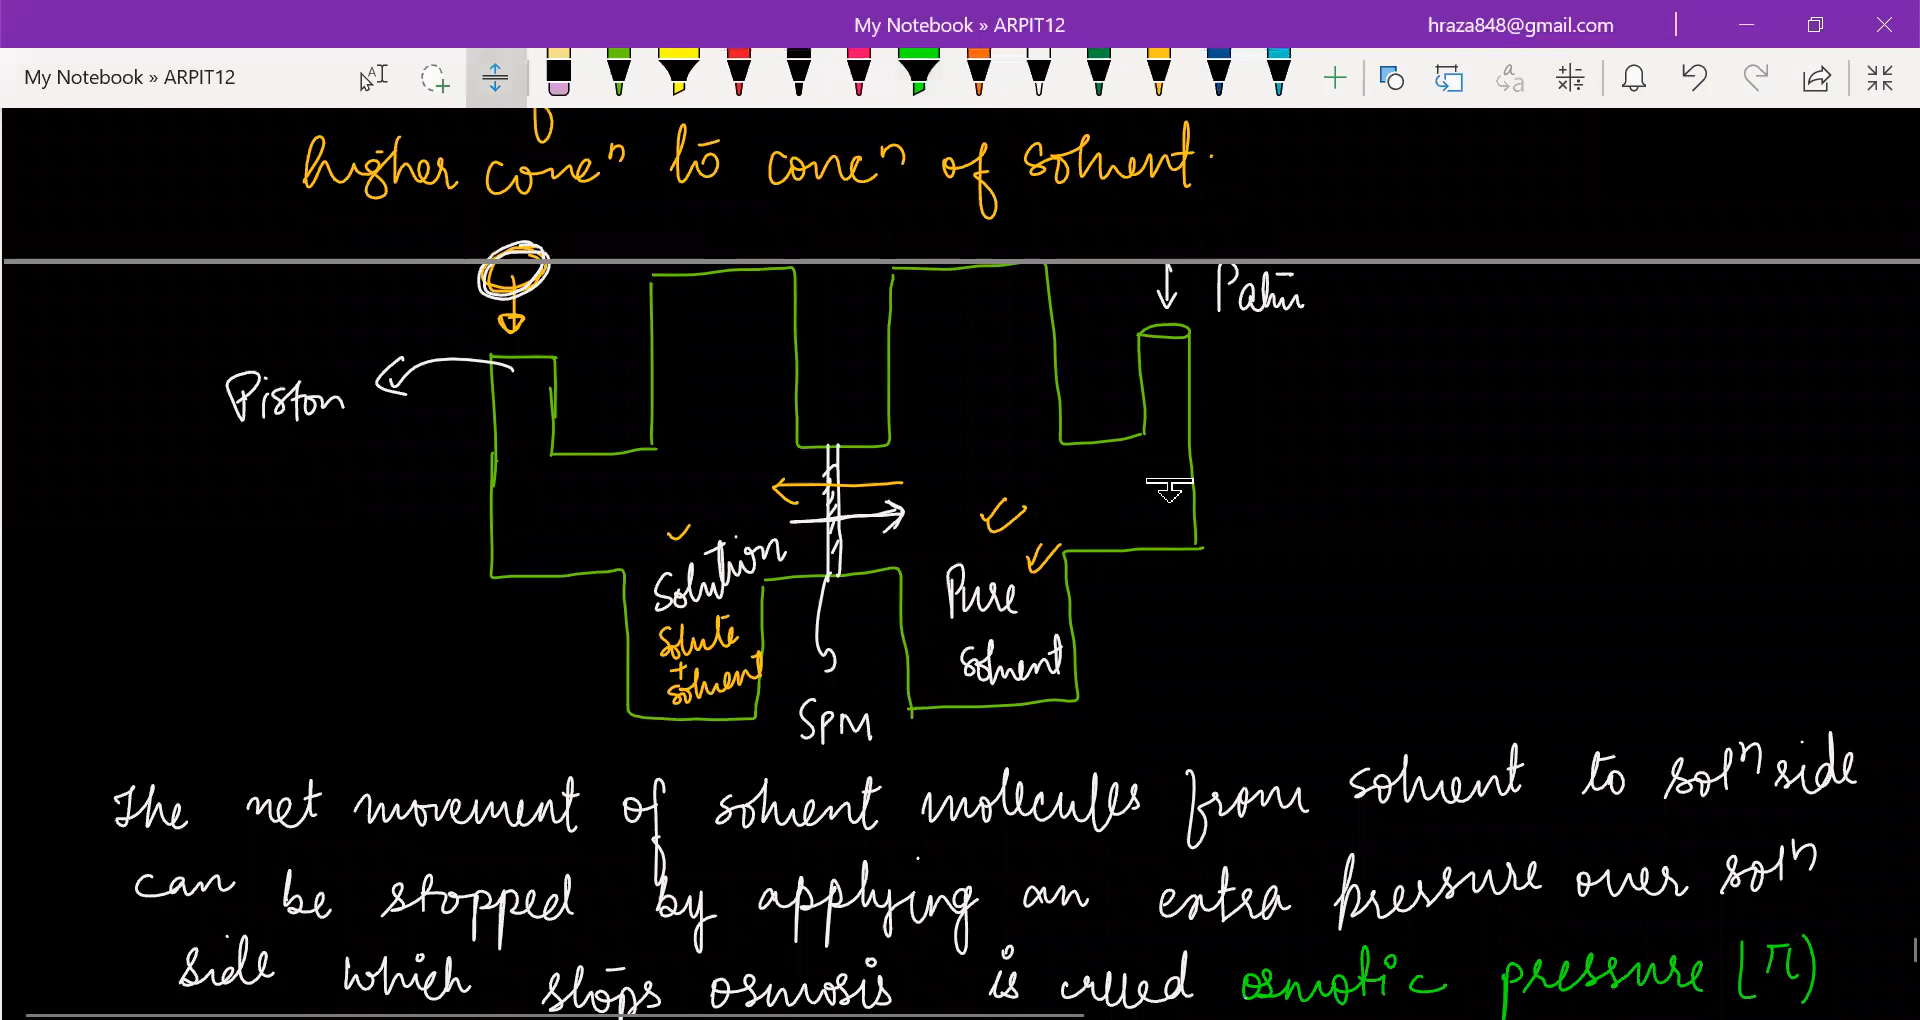 My Notebook » ARPIT12
hraza848@gmail.com
My Notebook » ARPIT12
higher concⁿ to concⁿ of solvent.
Patm
Piston
Solution
Solute
+
solvent
Pure
Solvent
SPM
The net movement of solvent molecules from solvent to solⁿ side
can be stopped by applying an extra pressure over solⁿ
side which stops osmosis is called osmotic pressure (π)